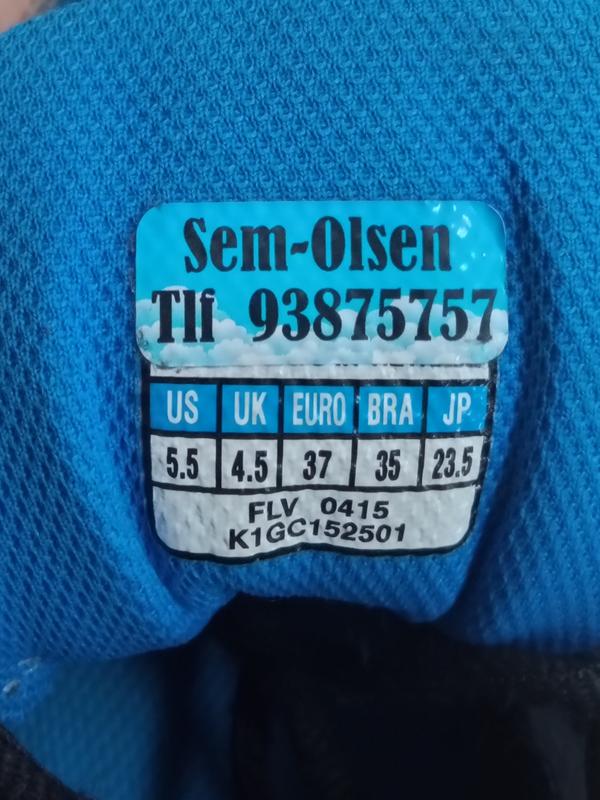 Sem-Olsen
Tlf 93875757
US UK EURO BRA JP
5.5 4.5 37 35 23.5
FLV 0415
K1GC152501